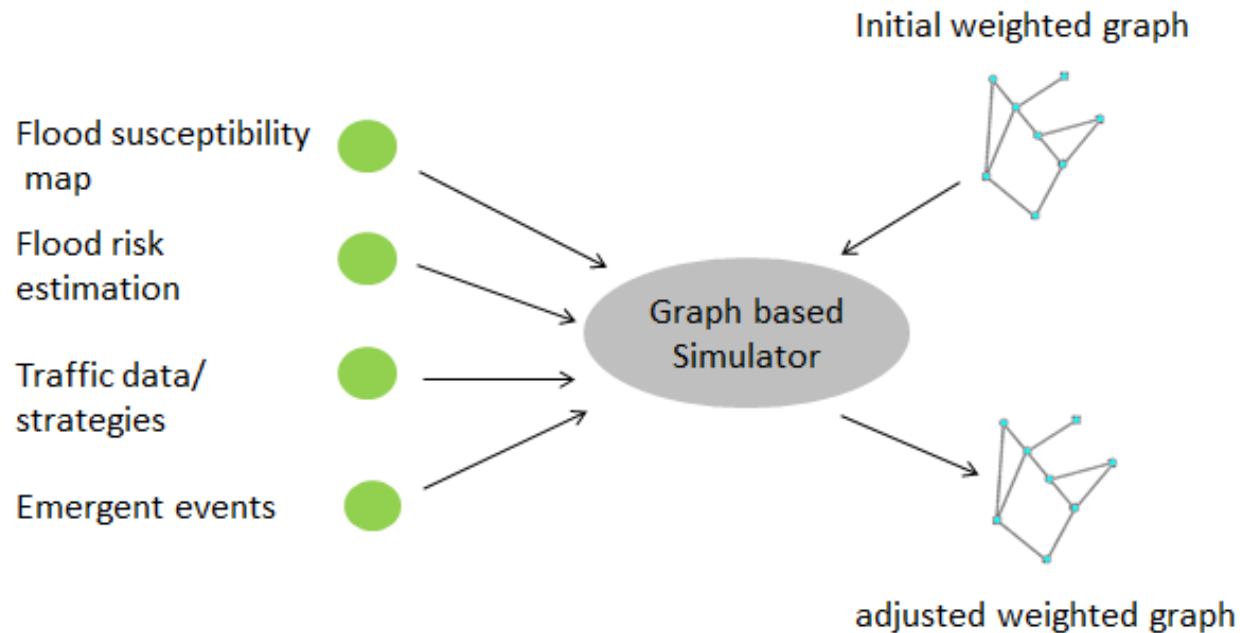 Initial weighted graph
Flood susceptibility
map
Flood risk
estimation
Traffic data/
strategies
Emergent events
Graph based
Simulator
adjusted weighted graph